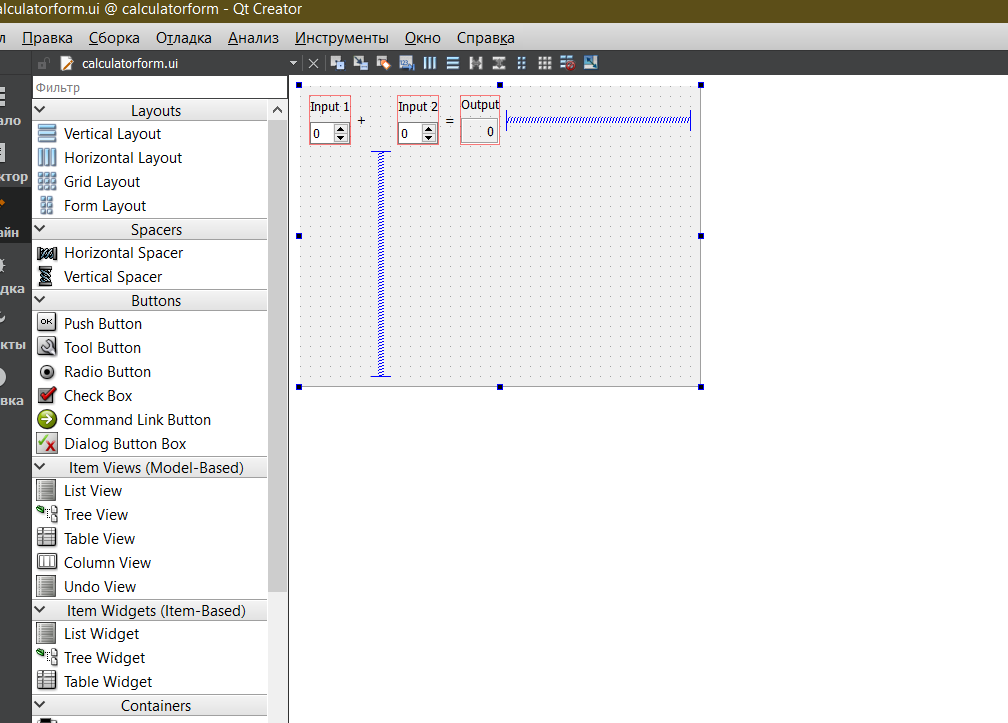 alculatorform.ui @ calculatorform - Qt Creator
л Правка Сборка Отладка Анализ Инструменты Окно Справка
calculatorform.ui
Фильтр
ало
ктор
айн
дка
кты
вка
Layouts
Vertical Layout
Horizontal Layout
Grid Layout
Form Layout
Spacers
Horizontal Spacer
Vertical Spacer
Buttons
OK Push Button
Tool Button
Radio Button
Check Box
Command Link Button
Dialog Button Box
Item Views (Model-Based)
List View
Tree View
Table View
Column View
Undo View
Item Widgets (Item-Based)
List Widget
Tree Widget
Table Widget
Containers
Input 1 Input 2 Output
0 + 0 = 0